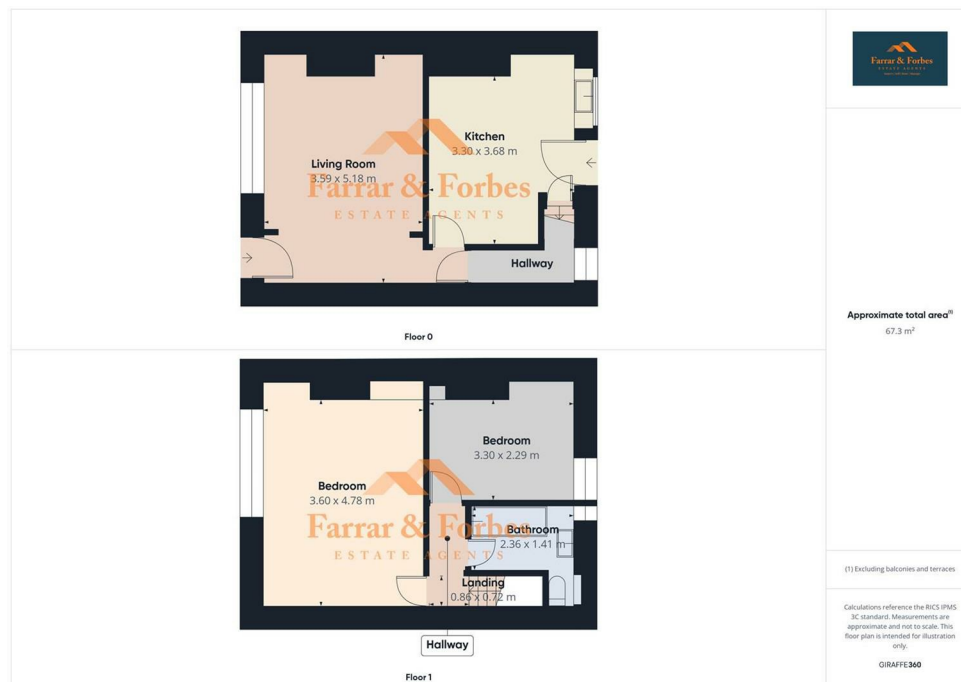 Living Room
3.59 x 5.18 m
Kitchen
3.30 x 3.68 m
Hallway
Farrar & Forbes
ESTATE AGENTS
Floor 0
Bedroom
3.60 x 4.78 m
Bedroom
3.30 x 2.29 m
Bathroom
2.36 x 1.41 m
Landing
0.86 x 0.72 m
Hallway
Farrar & Forbes
ESTATE AGENTS
Floor 1
Farrar & Forbes
ESTATE AGENTS
Approximate total area(1)
67.3 m²
(1) Excluding balconies and terraces
Calculations reference the RICS IPMS
3C standard. Measurements are
approximate and not to scale. This
floor plan is intended for illustration
only.
GIRAFFE360